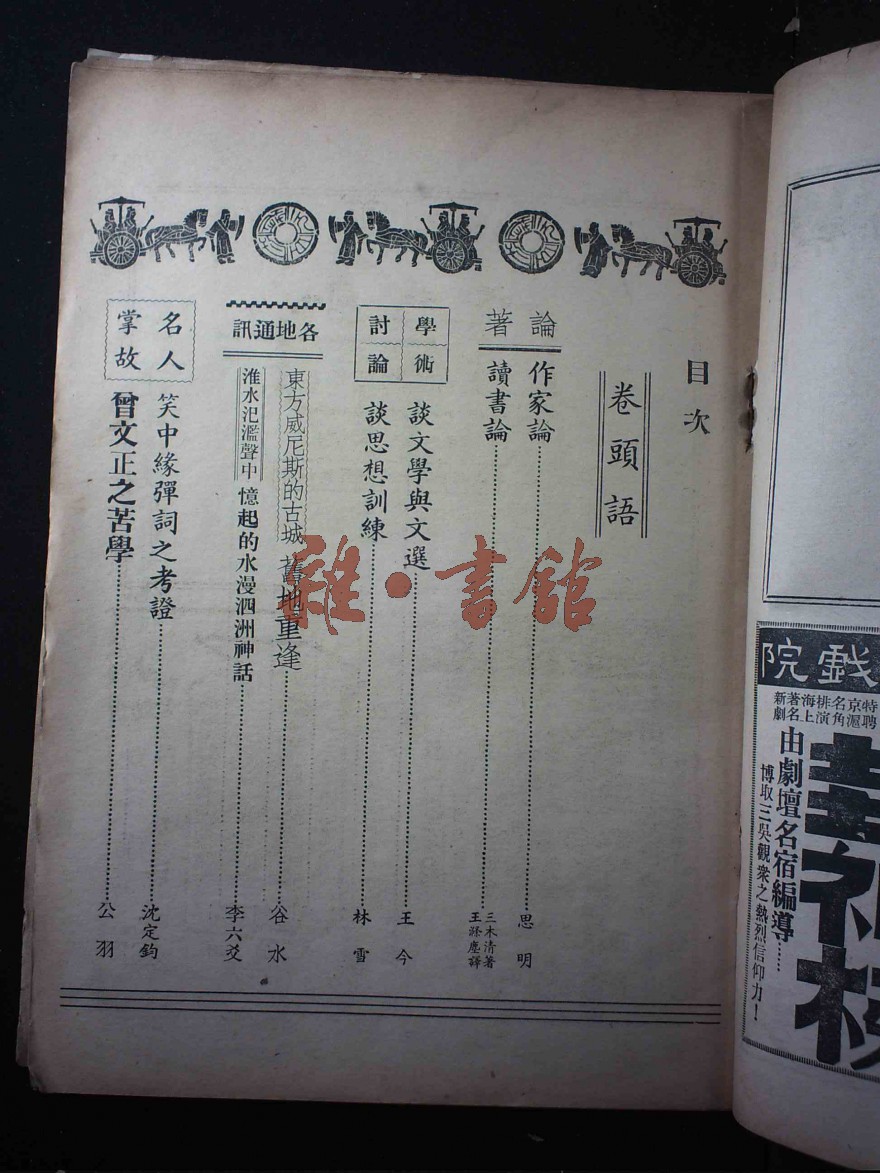 目次
卷頭語
論著
作家論
思明
讀書論
三木清著
王滌塵譯
學術
討論
談文學與文選
王今
談思想訓練
林雪
各地通訊
東方威尼斯的古城 舊地重逢
谷水
淮水氾濫聲中 憶起的水漫泗洲神話
李六爻
名人
掌故
笑中緣彈詞之考證
沈定鈞
曾文正之苦學
公羽
雜·書館
戲院
特聘
京滬
名角
排演
海上
著名
新劇
由劇壇名宿編導……
博取三吳觀衆之熱烈信仰力！